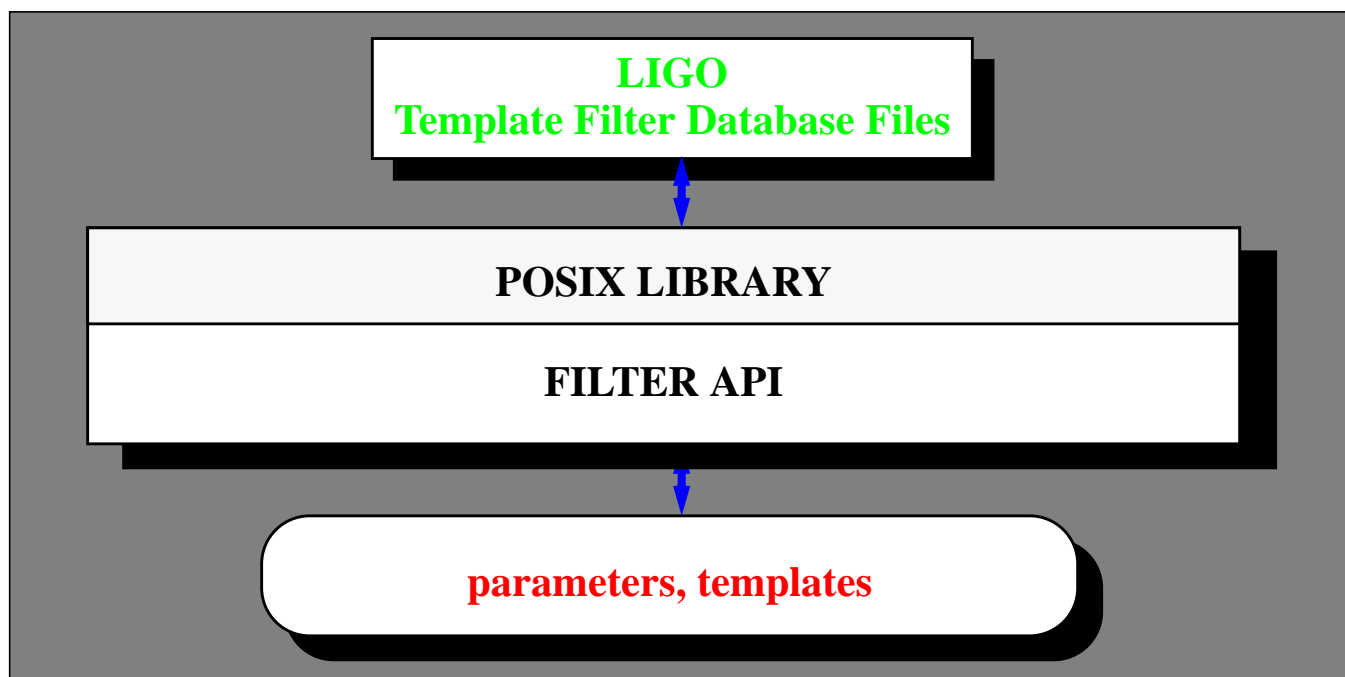 LIGO
Template Filter Database Files
POSIX LIBRARY
FILTER API
parameters, templates